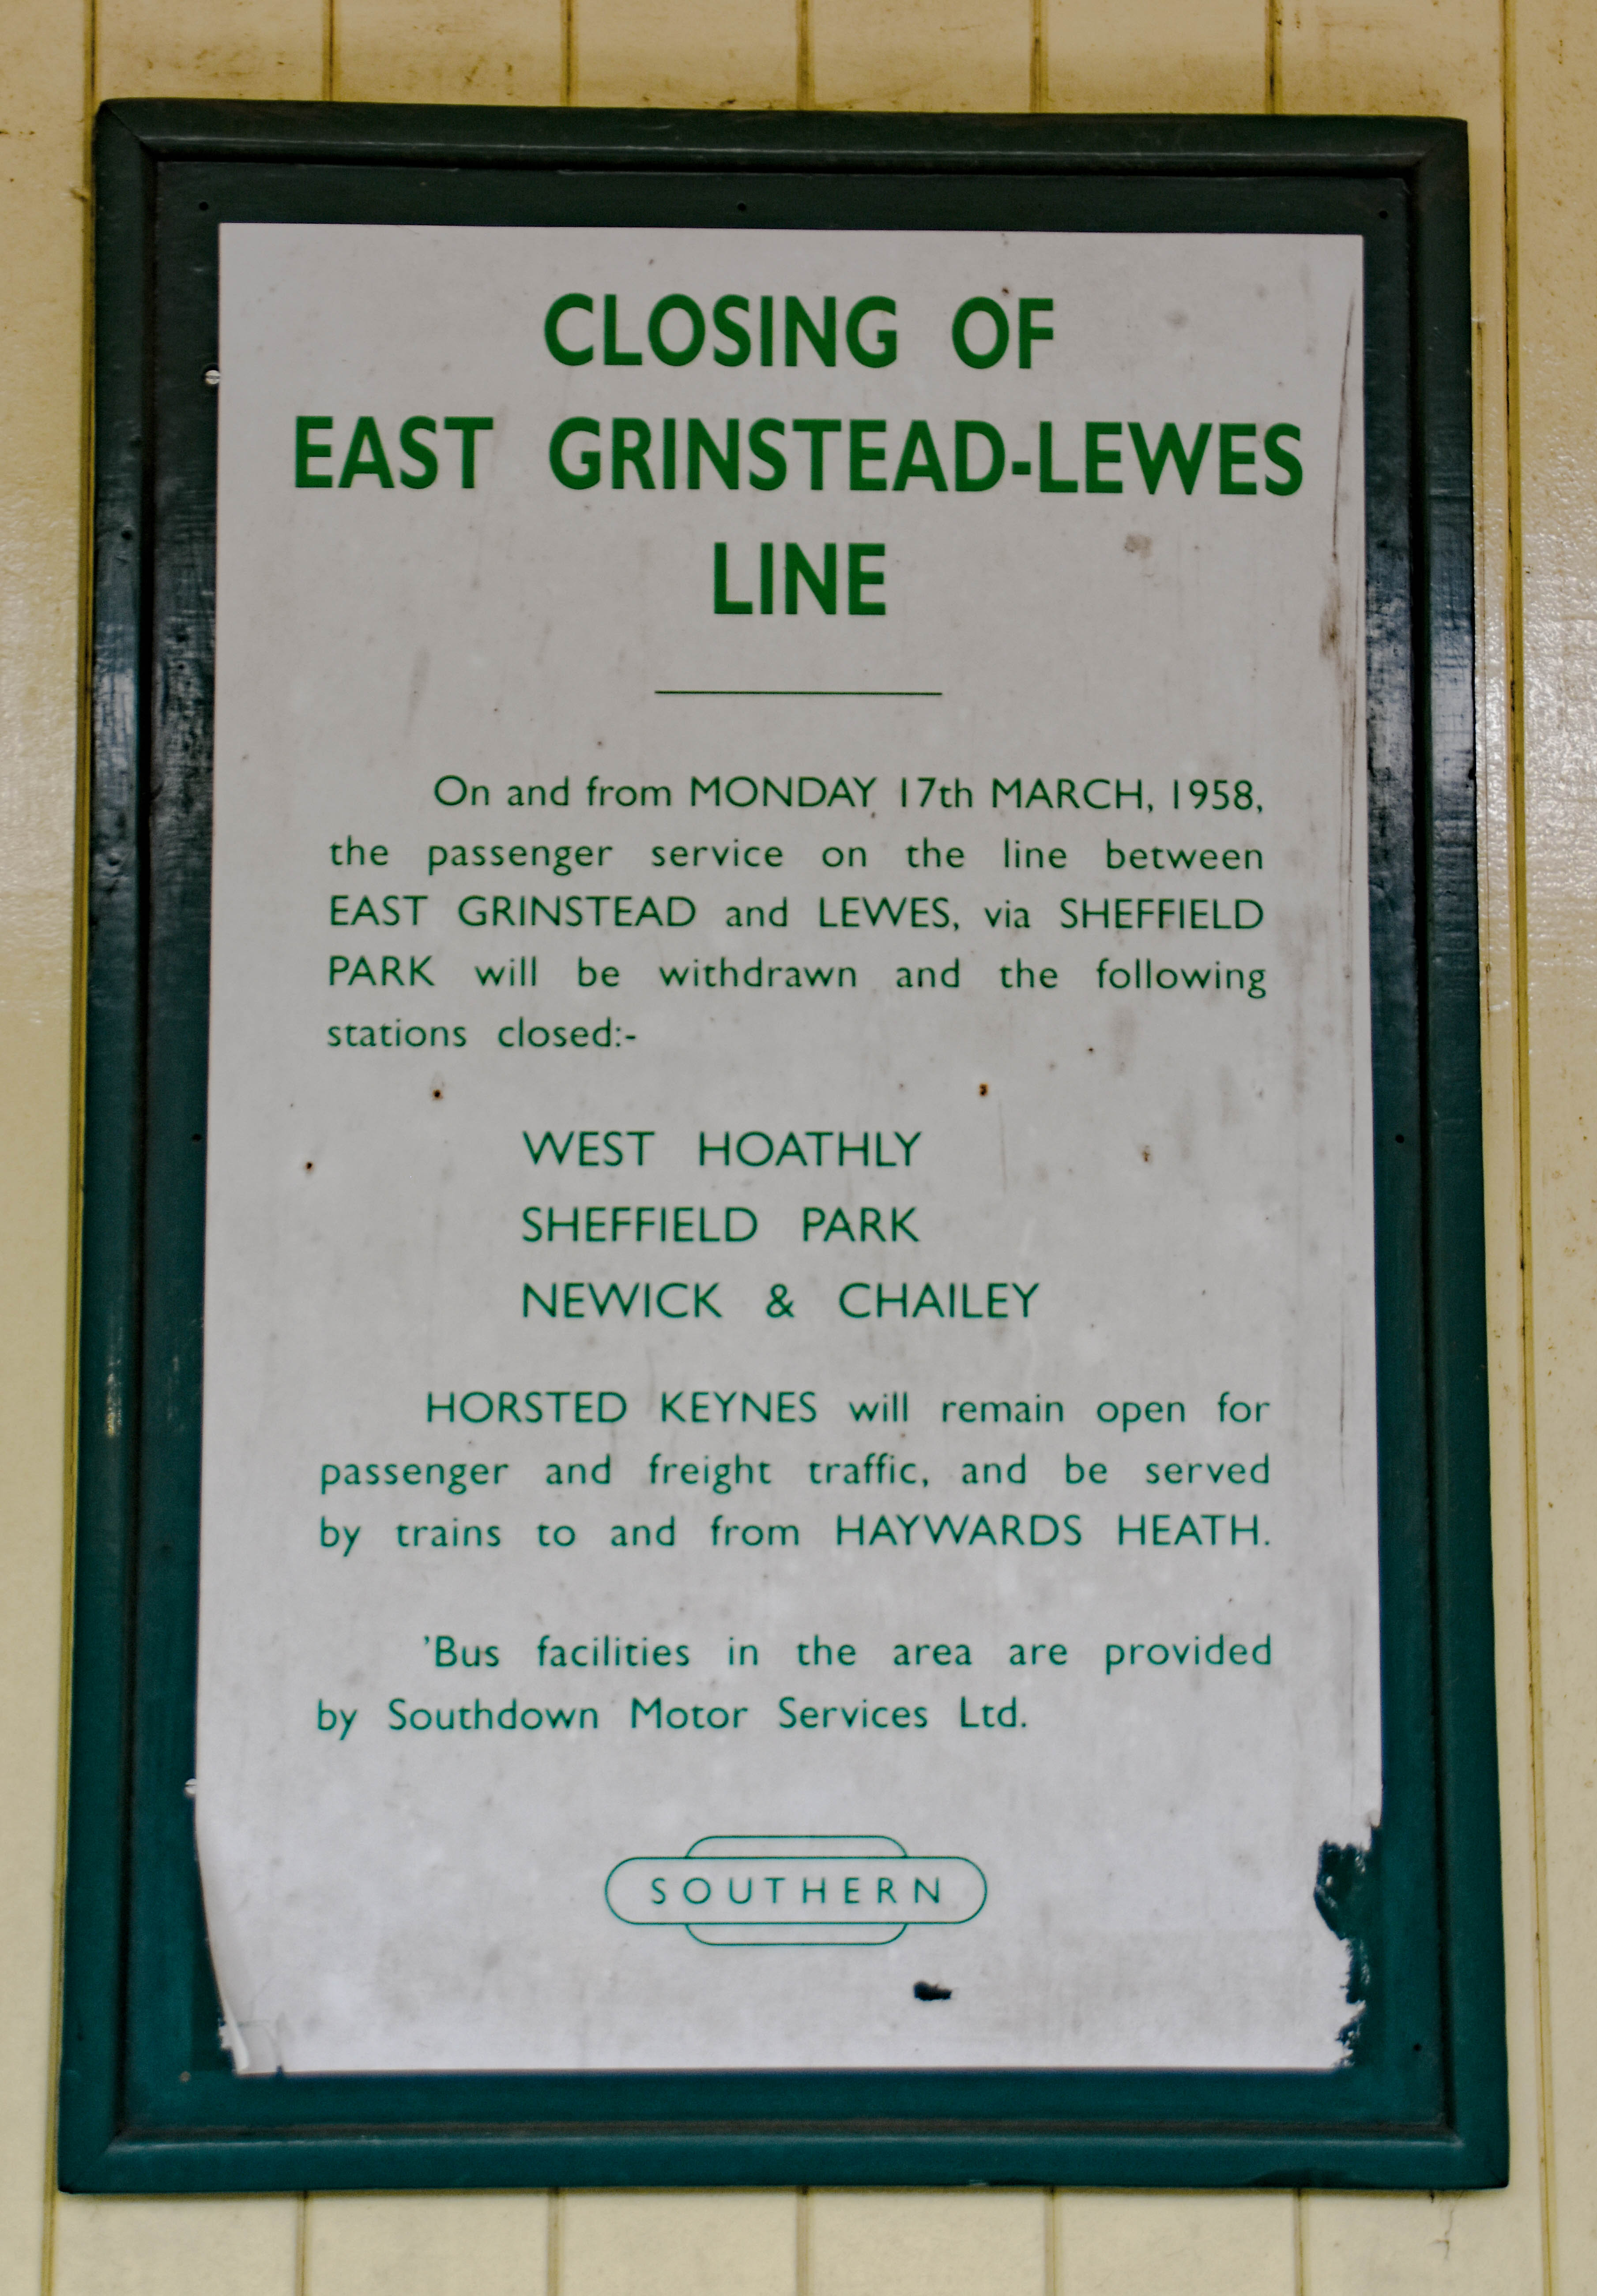 CLOSING OF
EAST GRINSTEAD-LEWES
LINE
On and from MONDAY 17th MARCH, 1958,
the passenger service on the line between
EAST GRINSTEAD and LEWES, via SHEFFIELD
PARK will be withdrawn and the following
stations closed:-
WEST HOATHLY
SHEFFIELD PARK
NEWICK & CHAILEY
HORSTED KEYNES will remain open for
passenger and freight traffic, and be served
by trains to and from HAYWARDS HEATH.
'Bus facilities in the area are provided
by Southdown Motor Services Ltd.
SOUTHERN